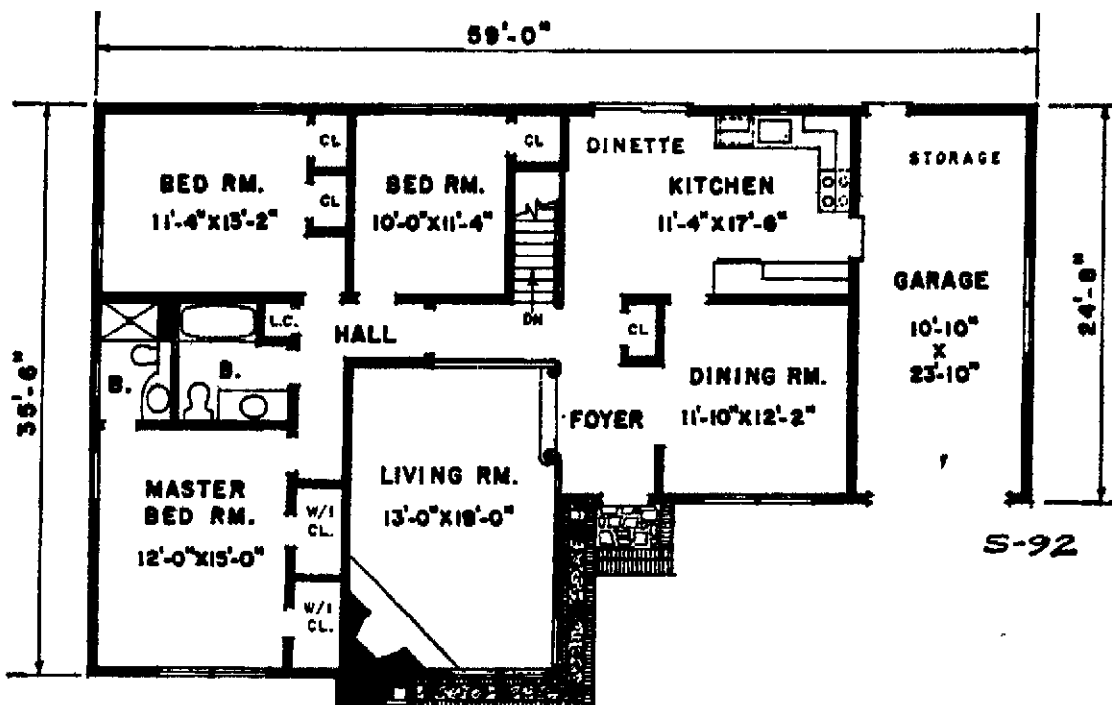 59'-0"
CL
CL
BED RM.
11'-4"X13'-2"
CL
BED RM.
10'-0"X11'-4"
DINETTE
KITCHEN
11'-4"X17'-6"
STORAGE
GARAGE
10'-10"
X
23'-10"
24'-8"
35'-6"
L.C.
HALL
DN
CL
B.
B.
DINING RM.
11'-10"X12'-2"
FOYER
MASTER
BED RM.
12'-0"X15'-0"
W/I
CL.
W/I
CL.
LIVING RM.
13'-0"X19'-0"
S-92